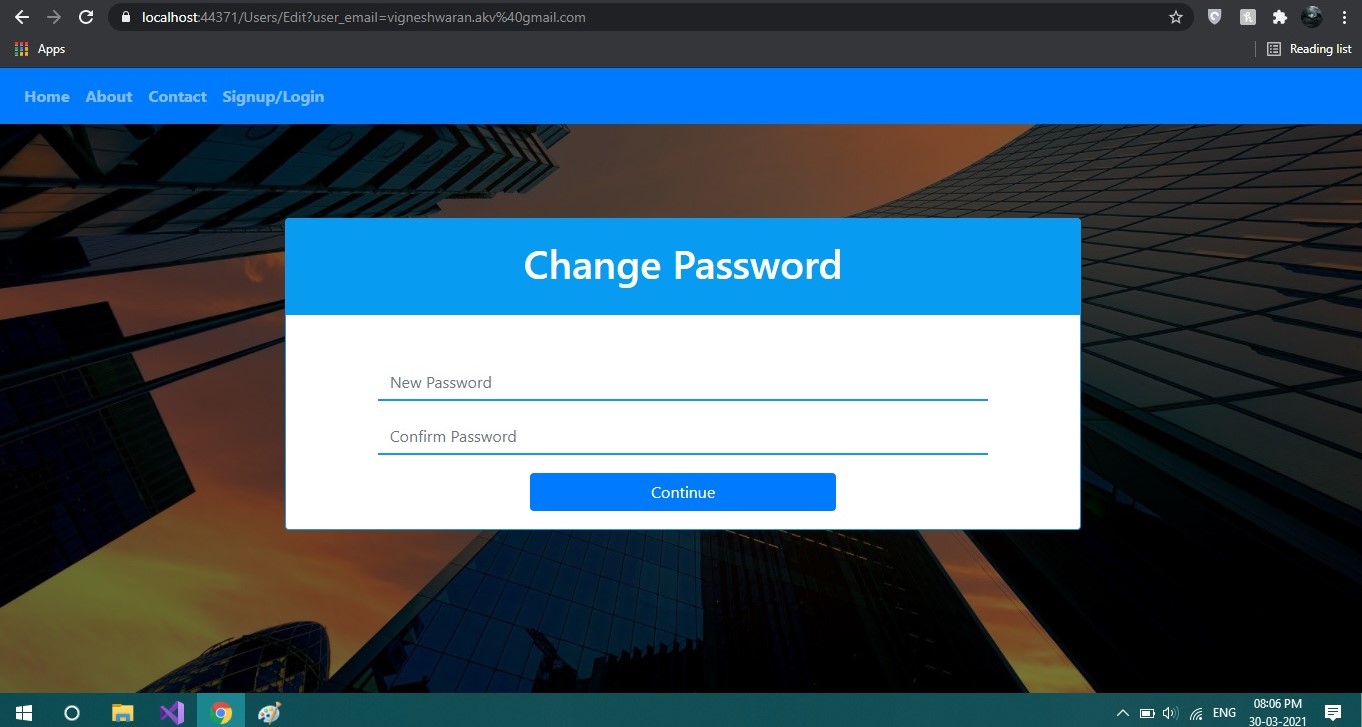 localhost:44371/Users/Edit?user_email=vigneshwaran.akv%40gmail.com
Apps
Reading list
Home About Contact Signup/Login
Change Password
New Password
Confirm Password
Continue
ENG
08:06 PM
30-03-2021